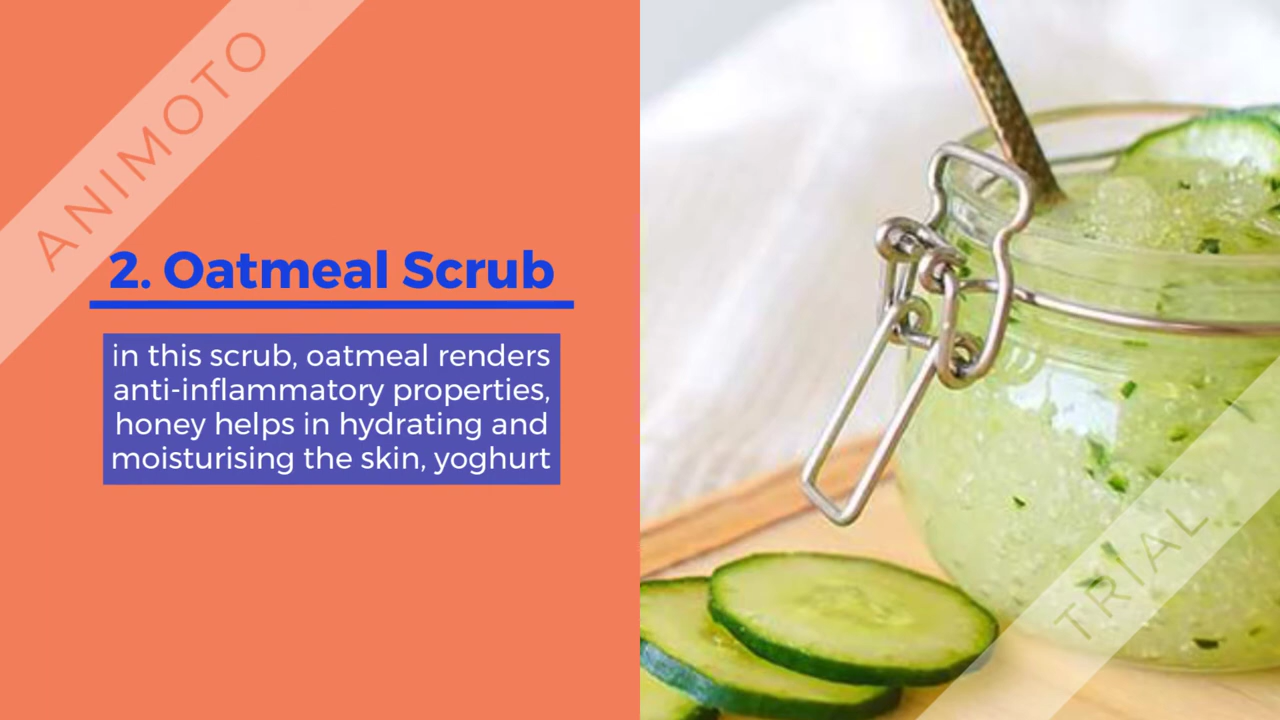 ANIMOTO
2. Oatmeal Scrub
in this scrub, oatmeal renders
anti-inflammatory properties,
honey helps in hydrating and
moisturising the skin, yoghurt
TRIAL